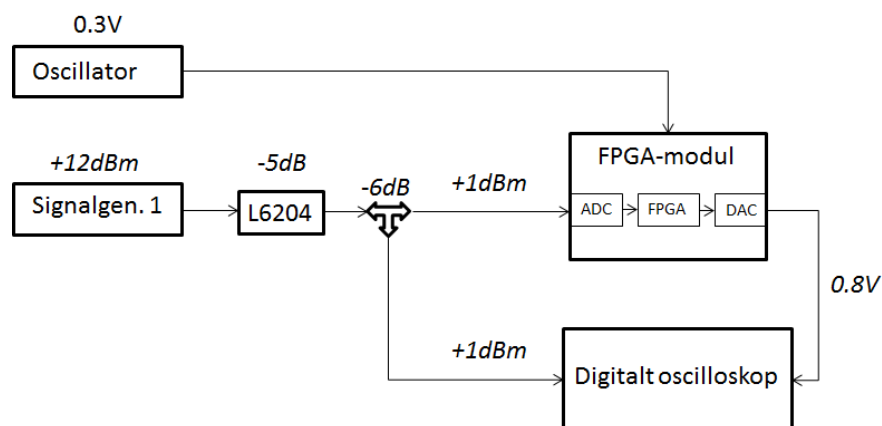 0.3V
Oscillator
+12dBm
Signalgen. 1
-5dB
L6204
-6dB
+1dBm
FPGA-modul
ADC
FPGA
DAC
0.8V
+1dBm
Digitalt oscilloskop